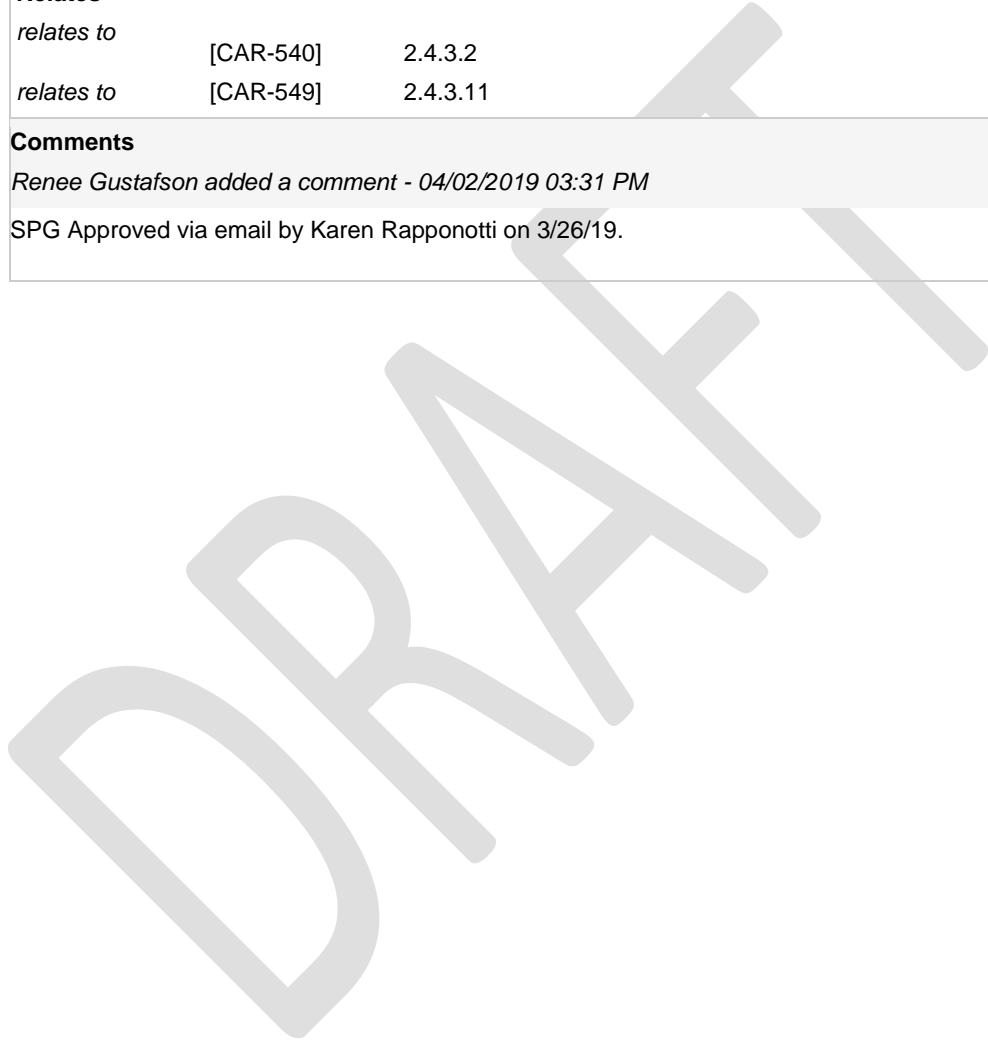 Relates
relates to
[CAR-540] 2.4.3.2
relates to [CAR-549] 2.4.3.11
Comments
Renee Gustafson added a comment - 04/02/2019 03:31 PM
SPG Approved via email by Karen Rapponotti on 3/26/19.
DRAFT